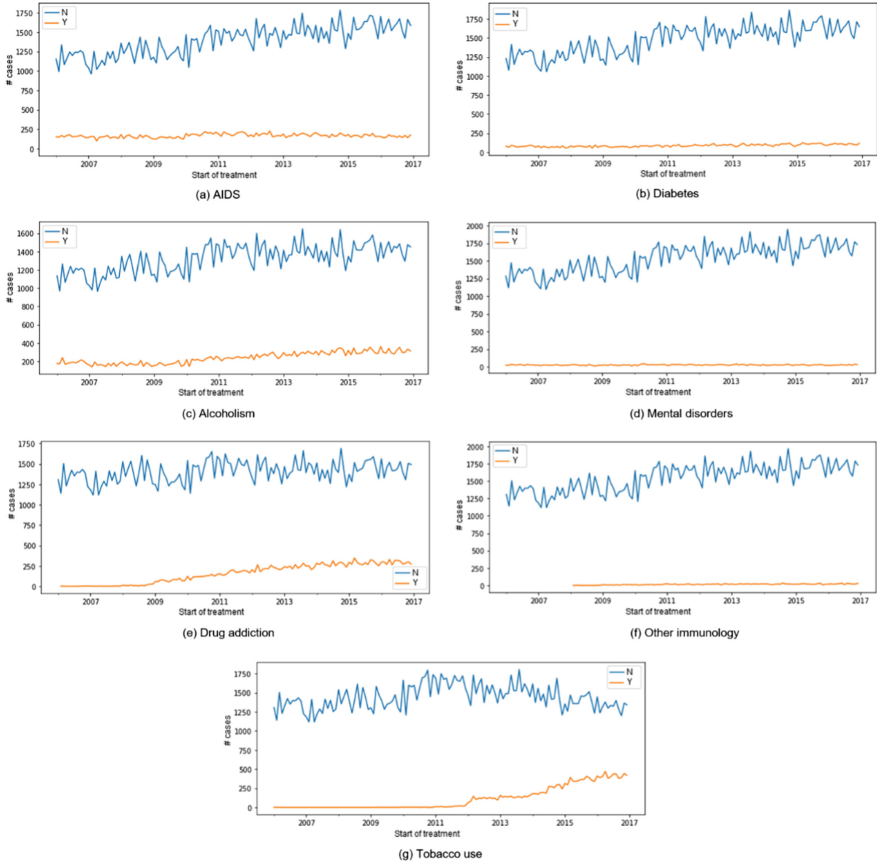 N
Y
# cases
1750
1500
1250
1000
750
500
250
0
2007
2009
2011
2013
2015
2017
Start of treatment
(a) AIDS
N
Y
# cases
1750
1500
1250
1000
750
500
250
0
2007
2009
2011
2013
2015
2017
Start of treatment
(b) Diabetes
N
Y
# cases
1600
1400
1200
1000
800
600
400
200
2007
2009
2011
2013
2015
2017
Start of treatment
(c) Alcoholism
N
Y
# cases
2000
1750
1500
1250
1000
750
500
250
0
2007
2009
2011
2013
2015
2017
Start of treatment
(d) Mental disorders
N
Y
# cases
1750
1500
1250
1000
750
500
250
0
2007
2009
2011
2013
2015
2017
Start of treatment
(e) Drug addiction
N
Y
# cases
2000
1750
1500
1250
1000
750
500
250
0
2007
2009
2011
2013
2015
2017
Start of treatment
(f) Other immunology
N
Y
# cases
1750
1500
1250
1000
750
500
250
0
2007
2009
2011
2013
2015
2017
Start of treatment
(g) Tobacco use